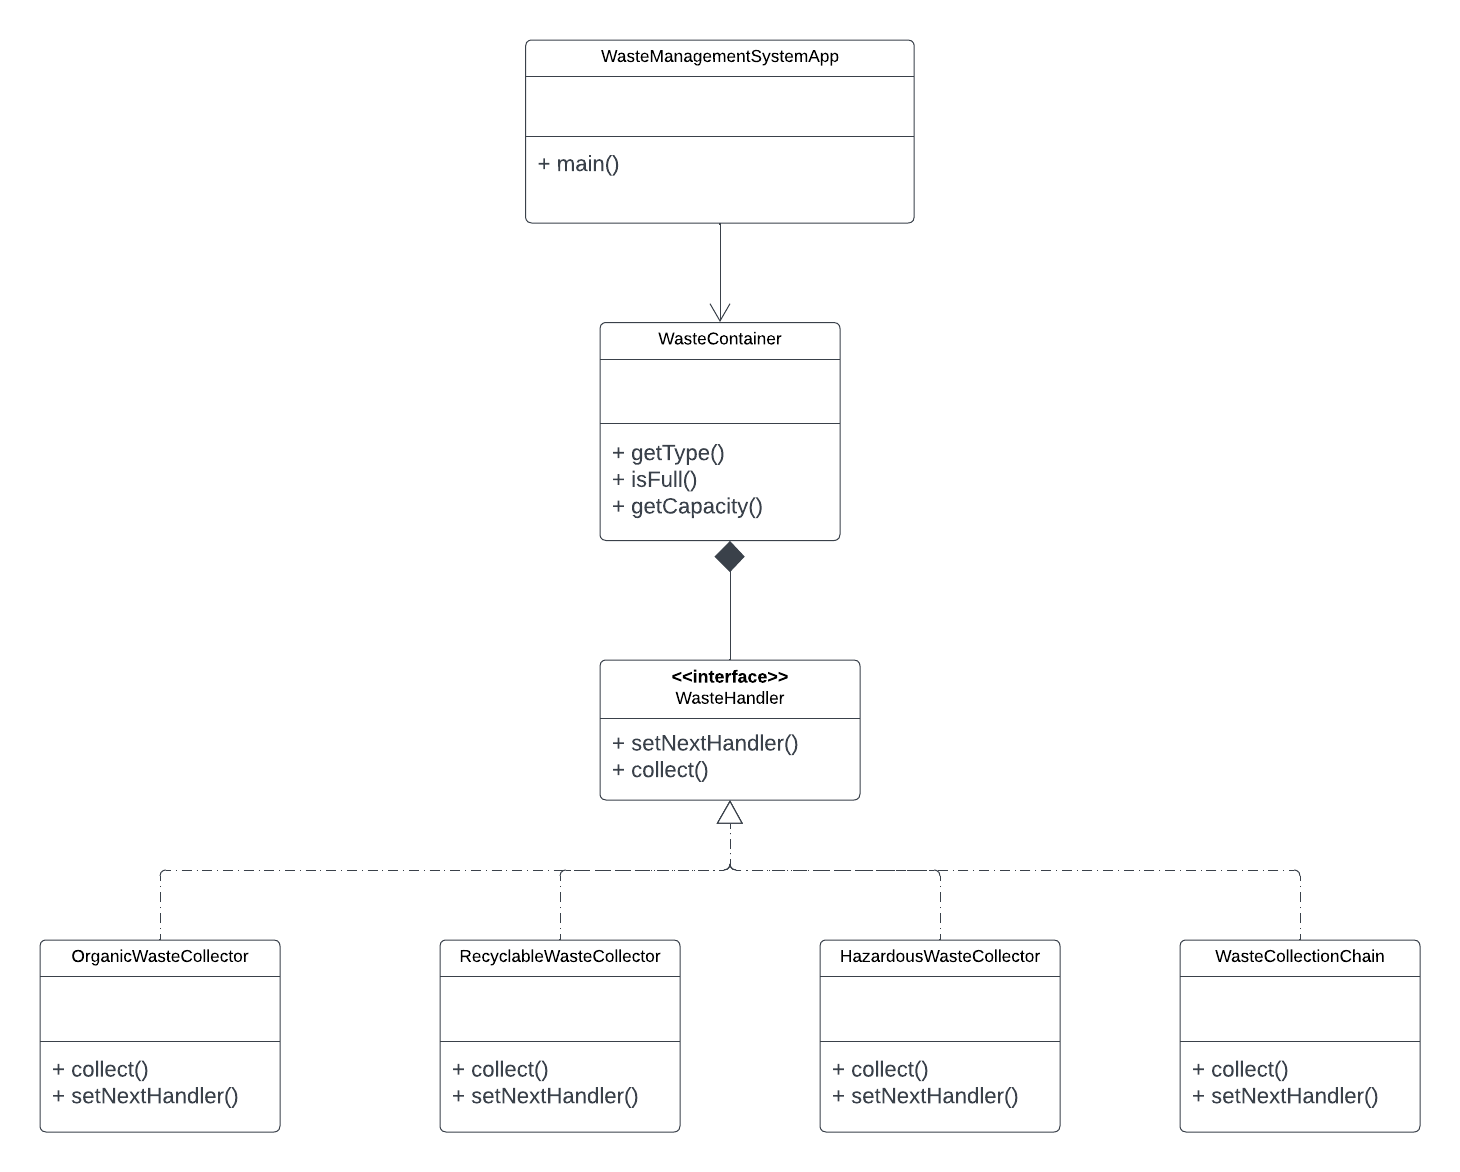 WasteManagementSystemApp
+ main()
WasteContainer
+ getType()
+ isFull()
+ getCapacity()
<<interface>>
WasteHandler
+ setNextHandler()
+ collect()
OrganicWasteCollector
+ collect()
+ setNextHandler()
RecyclableWasteCollector
+ collect()
+ setNextHandler()
HazardousWasteCollector
+ collect()
+ setNextHandler()
WasteCollectionChain
+ collect()
+ setNextHandler()